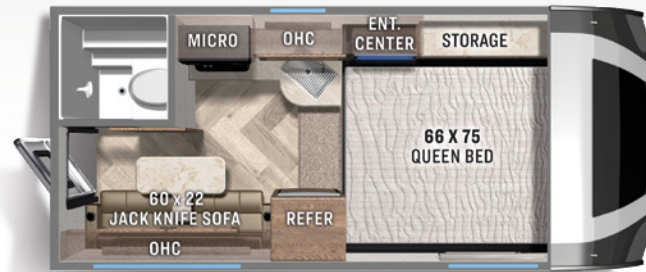 MICRO
OHC
ENT.
CENTER
STORAGE
66 X 75
QUEEN BED
60 x 22
JACK KNIFE SOFA
REFER
OHC